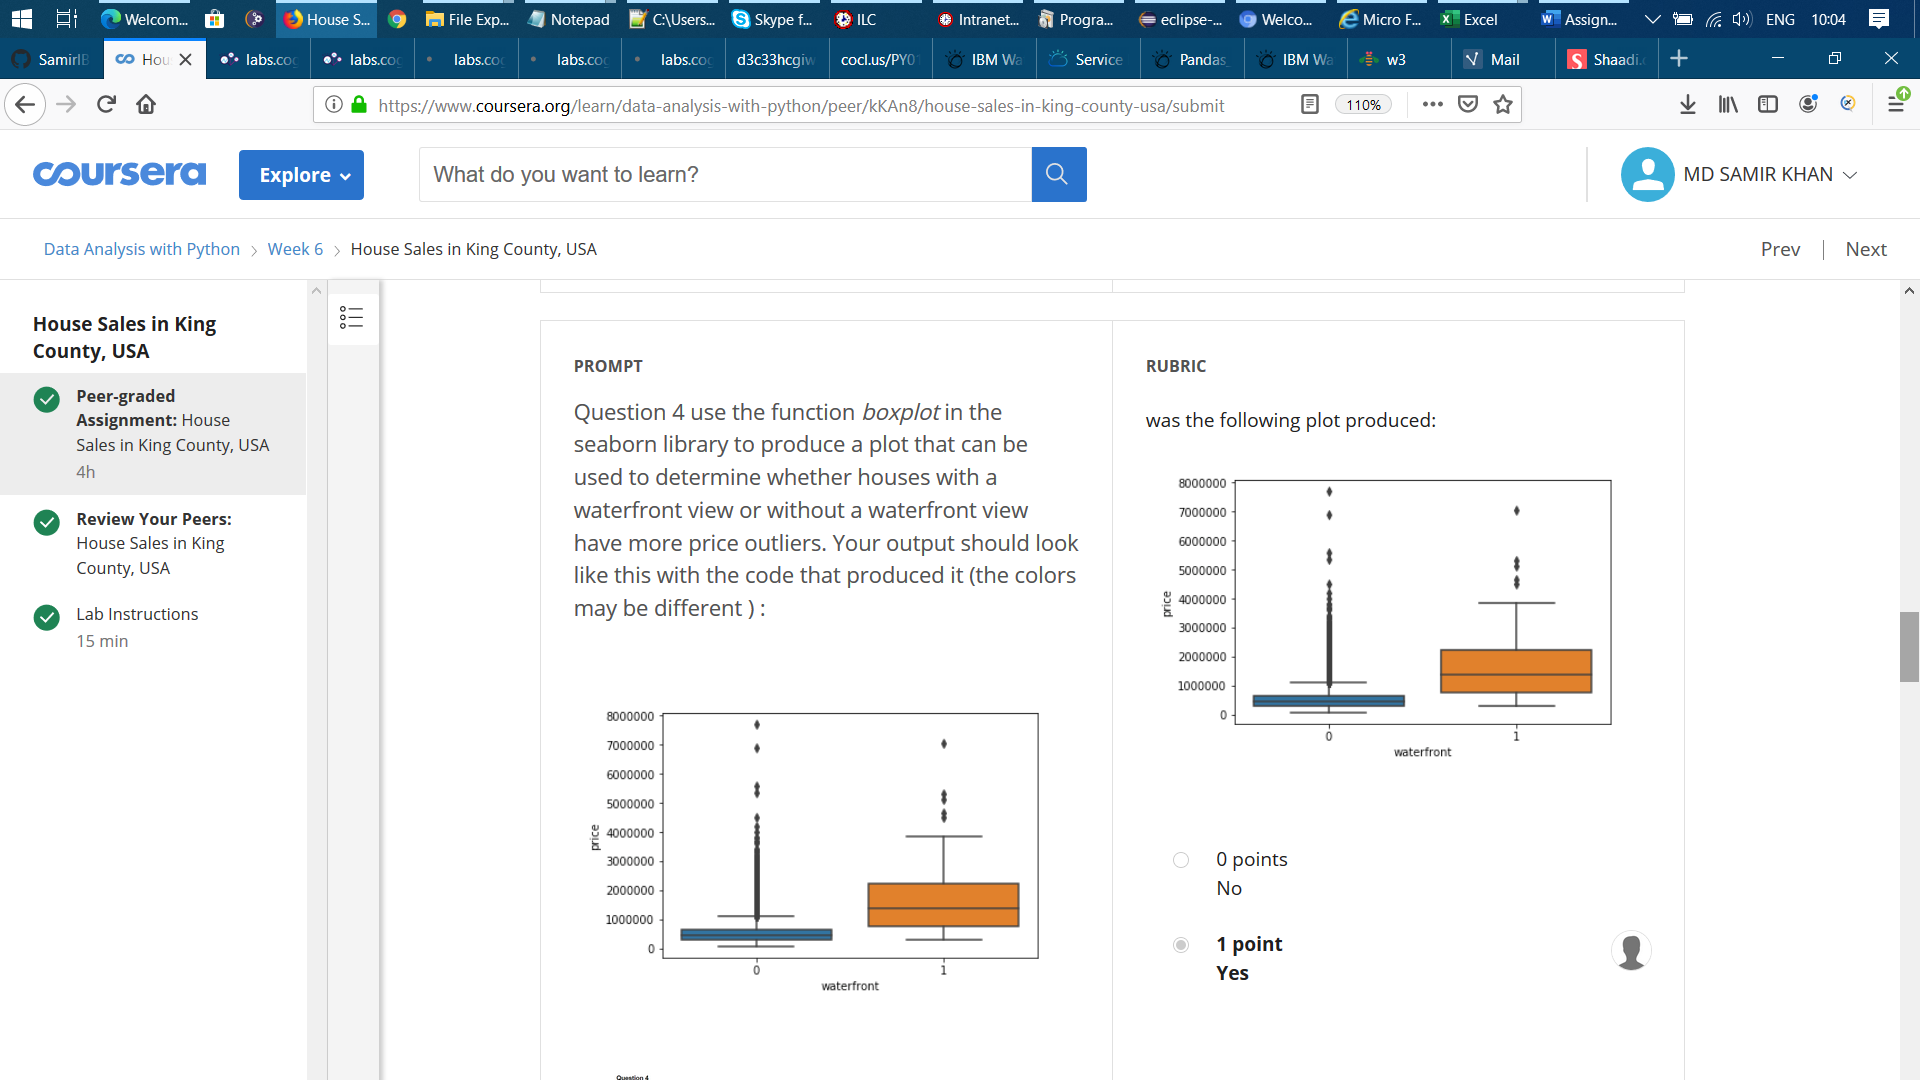 Welcom...
House S...
File Exp...
Notepad
C:\Users...
Skype f...
ILC
Intranet...
Progra...
eclipse-...
Welco...
Micro F...
Excel
Assign...
ENG
10:04
SamirIB
Hou
labs.cog
labs.cog
labs.cog
labs.cog
labs.cog
d3c33hcgiw
cocl.us/PY01
IBM Wa
Service
Pandas_
IBM Wa
w3
Mail
Shaadi.c
https://www.coursera.org/learn/data-analysis-with-python/peer/kKAn8/house-sales-in-king-county-usa/submit
110%
coursera
Explore
What do you want to learn?
MD SAMIR KHAN
Data Analysis with Python > Week 6 > House Sales in King County, USA
Prev | Next
House Sales in King
County, USA
Peer-graded
Assignment: House
Sales in King County, USA
4h
Review Your Peers:
House Sales in King
County, USA
Lab Instructions
15 min
PROMPT
Question 4 use the function boxplot in the
seaborn library to produce a plot that can be
used to determine whether houses with a
waterfront view or without a waterfront view
have more price outliers. Your output should look
like this with the code that produced it (the colors
may be different ) :
8000000
7000000
6000000
5000000
4000000
3000000
2000000
1000000
0
price
0
1
waterfront
Question 4
RUBRIC
was the following plot produced:
8000000
7000000
6000000
5000000
4000000
3000000
2000000
1000000
0
price
0
1
waterfront
0 points
No
1 point
Yes